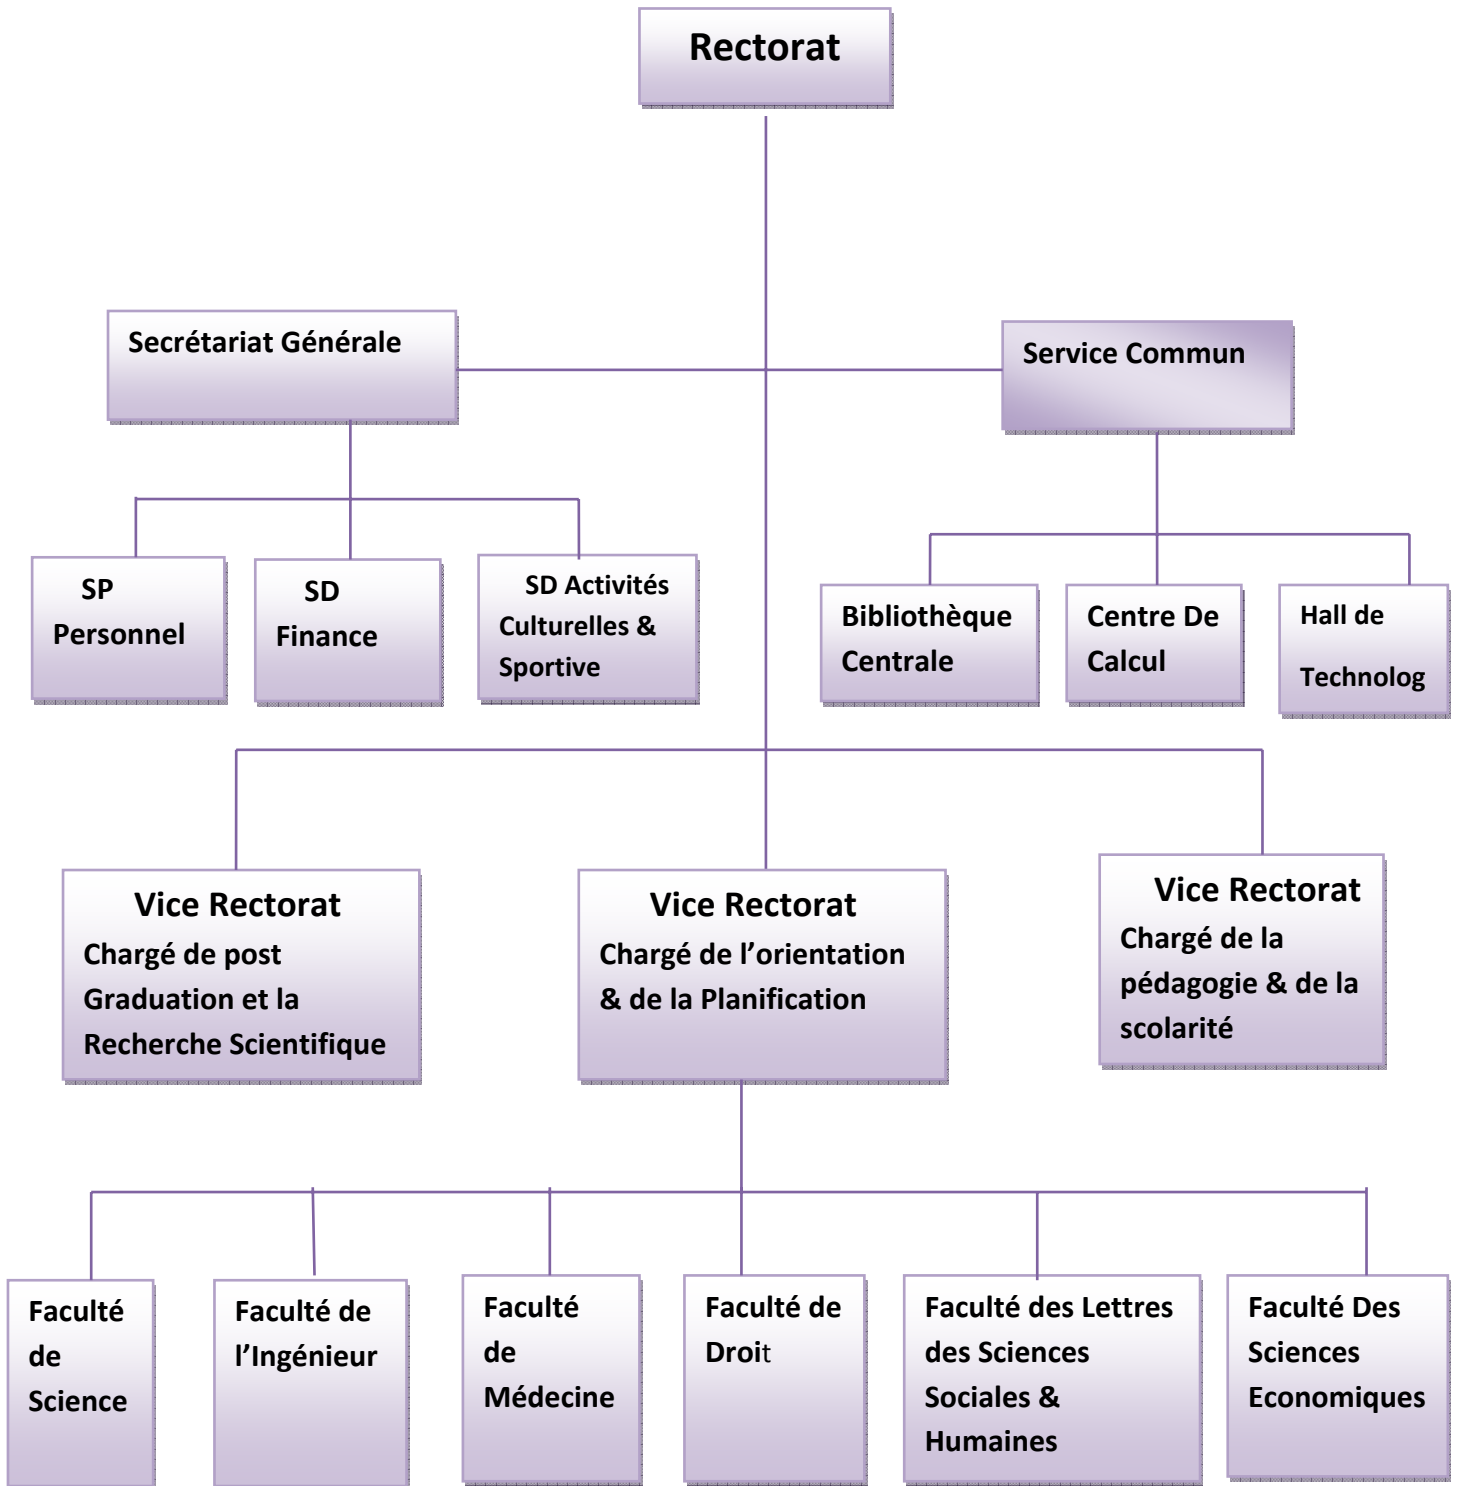 Rectorat
Secrétariat Générale
Service Commun
SP
Personnel
SD
Finance
SD Activités
Culturelles &
Sportive
Bibliothèque
Centrale
Centre De
Calcul
Hall de
Technolog
Vice Rectorat
Chargé de post
Graduation et la
Recherche Scientifique
Vice Rectorat
Chargé de l’orientation
& de la Planification
Vice Rectorat
Chargé de la
pédagogie & de la
scolarité
Faculté
de
Science
Faculté de
l’Ingénieur
Faculté
de
Médecine
Faculté de
Droit
Faculté des Lettres
des Sciences
Sociales &
Humaines
Faculté Des
Sciences
Economiques